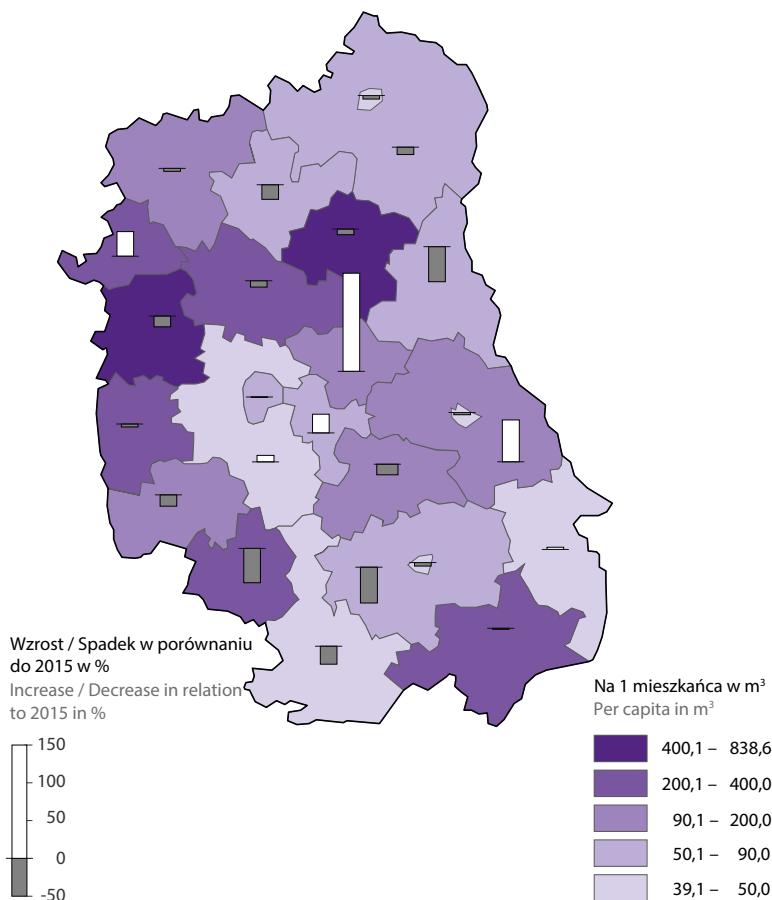 Wzrost / Spadek w porównaniu
do 2015 w %
Increase / Decrease in relation
to 2015 in %
150
100
50
0
-50
Na 1 mieszkańca w m³
Per capita in m³
400,1 – 838,6
200,1 – 400,0
90,1 – 200,0
50,1 – 90,0
39,1 – 50,0